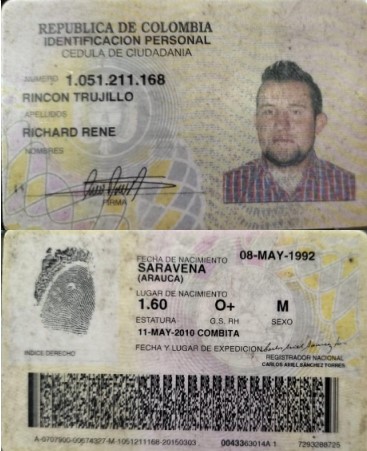 REPUBLICA DE COLOMBIA
IDENTIFICACION PERSONAL
CEDULA DE CIUDADANIA
NUMERO 1.051.211.168
RINCON TRUJILLO
APELLIDOS
RICHARD RENE
NOMBRES
FIRMA
FECHA DE NACIMIENTO 08-MAY-1992
SARAVENA
(ARAUCA)
LUGAR DE NACIMIENTO
1.60 O+ M
ESTATURA G.S. RH SEXO
11-MAY-2010 COMBITA
FECHA Y LUGAR DE EXPEDICION
INDICE DERECHO
REGISTRADOR NACIONAL
CARLOS ARIEL SANCHEZ TORRES
A-0707900-00674327-M-1051211168-20150303 0043363014A 1 7293288725